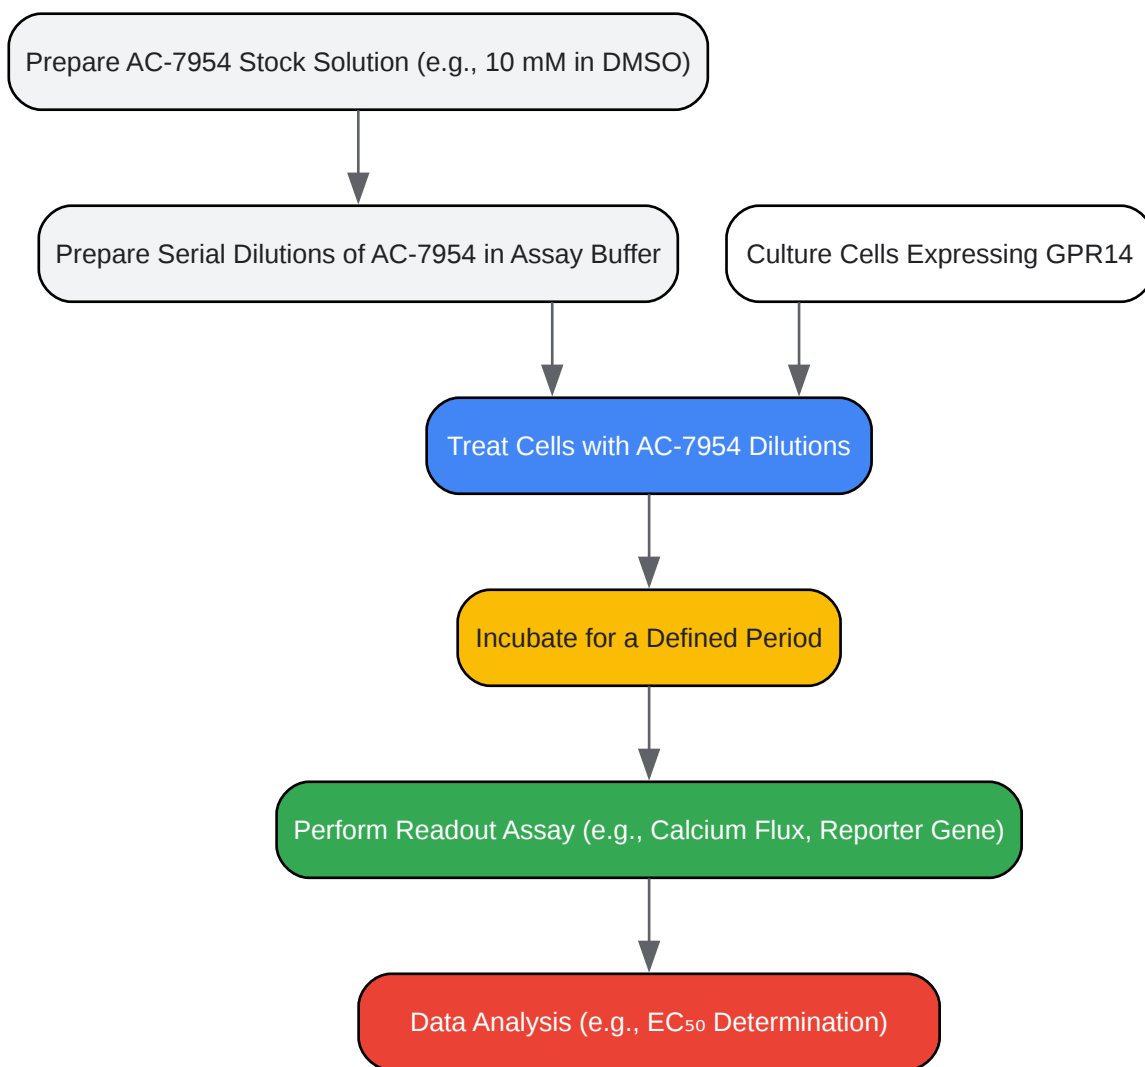 Prepare AC-7954 Stock Solution (e.g., 10 mM in DMSO)
Prepare Serial Dilutions of AC-7954 in Assay Buffer
Culture Cells Expressing GPR14
Treat Cells with AC-7954 Dilutions
Incubate for a Defined Period
Perform Readout Assay (e.g., Calcium Flux, Reporter Gene)
Data Analysis (e.g., EC₅₀ Determination)